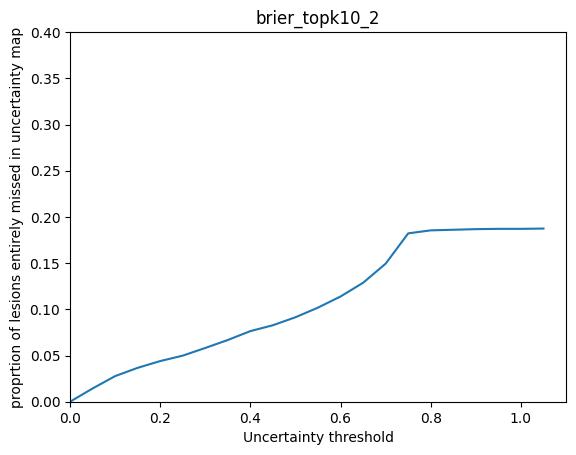 brier_topk10_2
proprtion of lesions entirely missed in uncertainty map
0.40
0.35
0.30
0.25
0.20
0.15
0.10
0.05
0.00
0.0 0.2 0.4 0.6 0.8 1.0
Uncertainty threshold